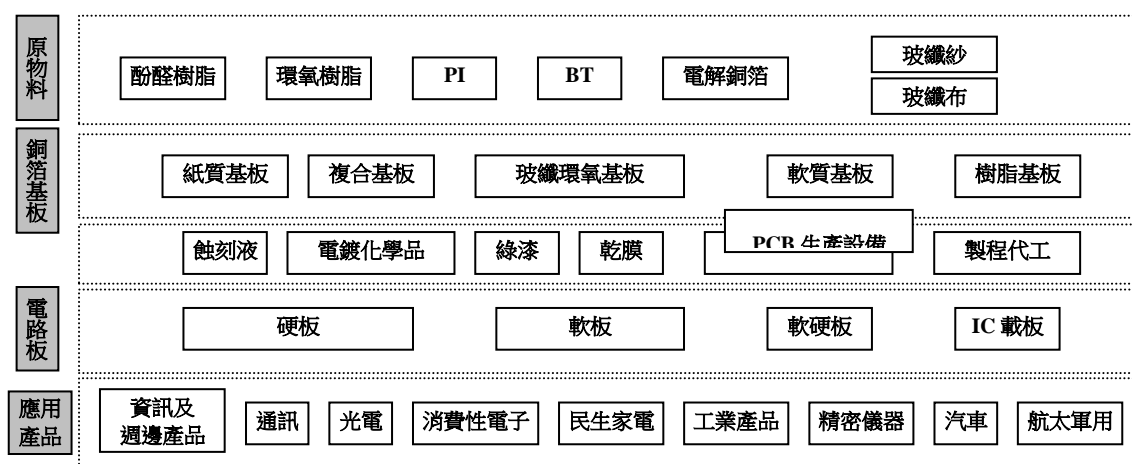 原物料
酚醛樹脂
環氧樹脂
PI
BT
電解銅箔
玻纖紗
玻纖布
銅箔基板
紙質基板
複合基板
玻纖環氧基板
軟質基板
樹脂基板
蝕刻液
電鍍化學品
綠漆
乾膜
PCB 生產設備
製程代工
電路板
硬板
軟板
軟硬板
IC 載板
應用
產品
資訊及
週邊產品
通訊
光電
消費性電子
民生家電
工業產品
精密儀器
汽車
航太軍用